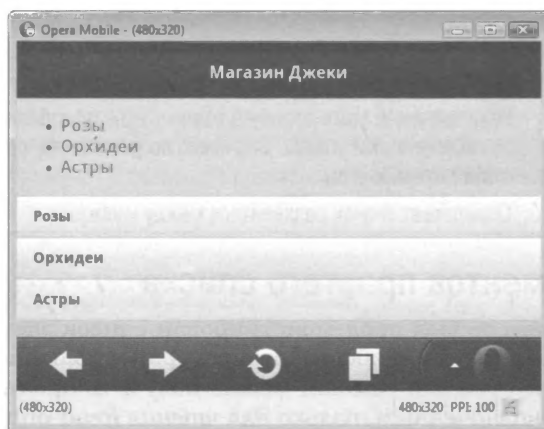 Opera Mobile - (480x320)
Магазин Джеки
• Розы
• Орхидеи
• Астры
Розы
Орхидеи
Астры
(480x320)
480x320 PPI: 100